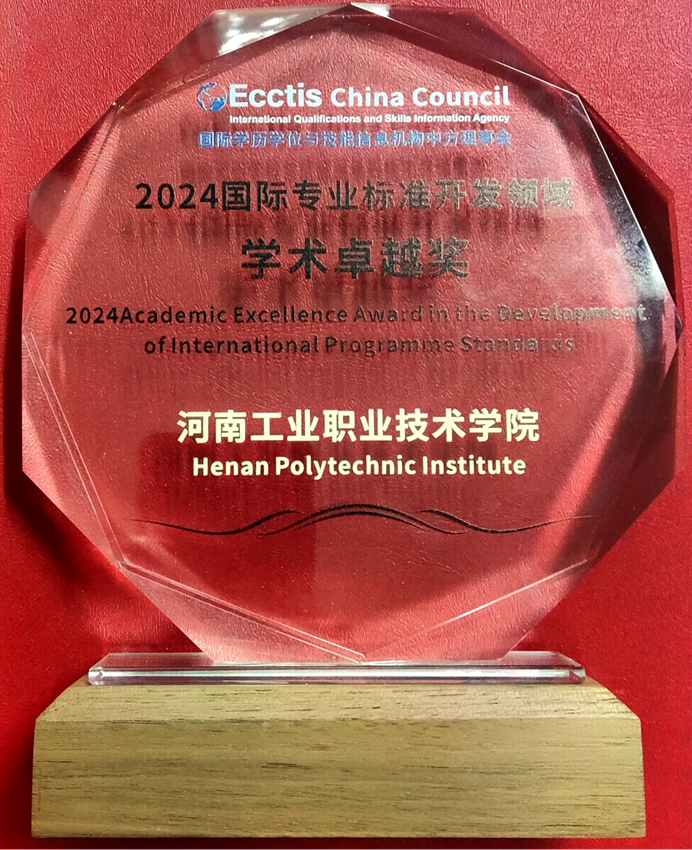 Ecctis China Council
International Qualifications and Skills Information Agency
国际学历学位与技能信息机构中方理事会
2024国际专业标准开发领域
学术卓越奖
2024Academic Excellence Award in the Development
of International Programme Standards
河南工业职业技术学院
Henan Polytechnic Institute